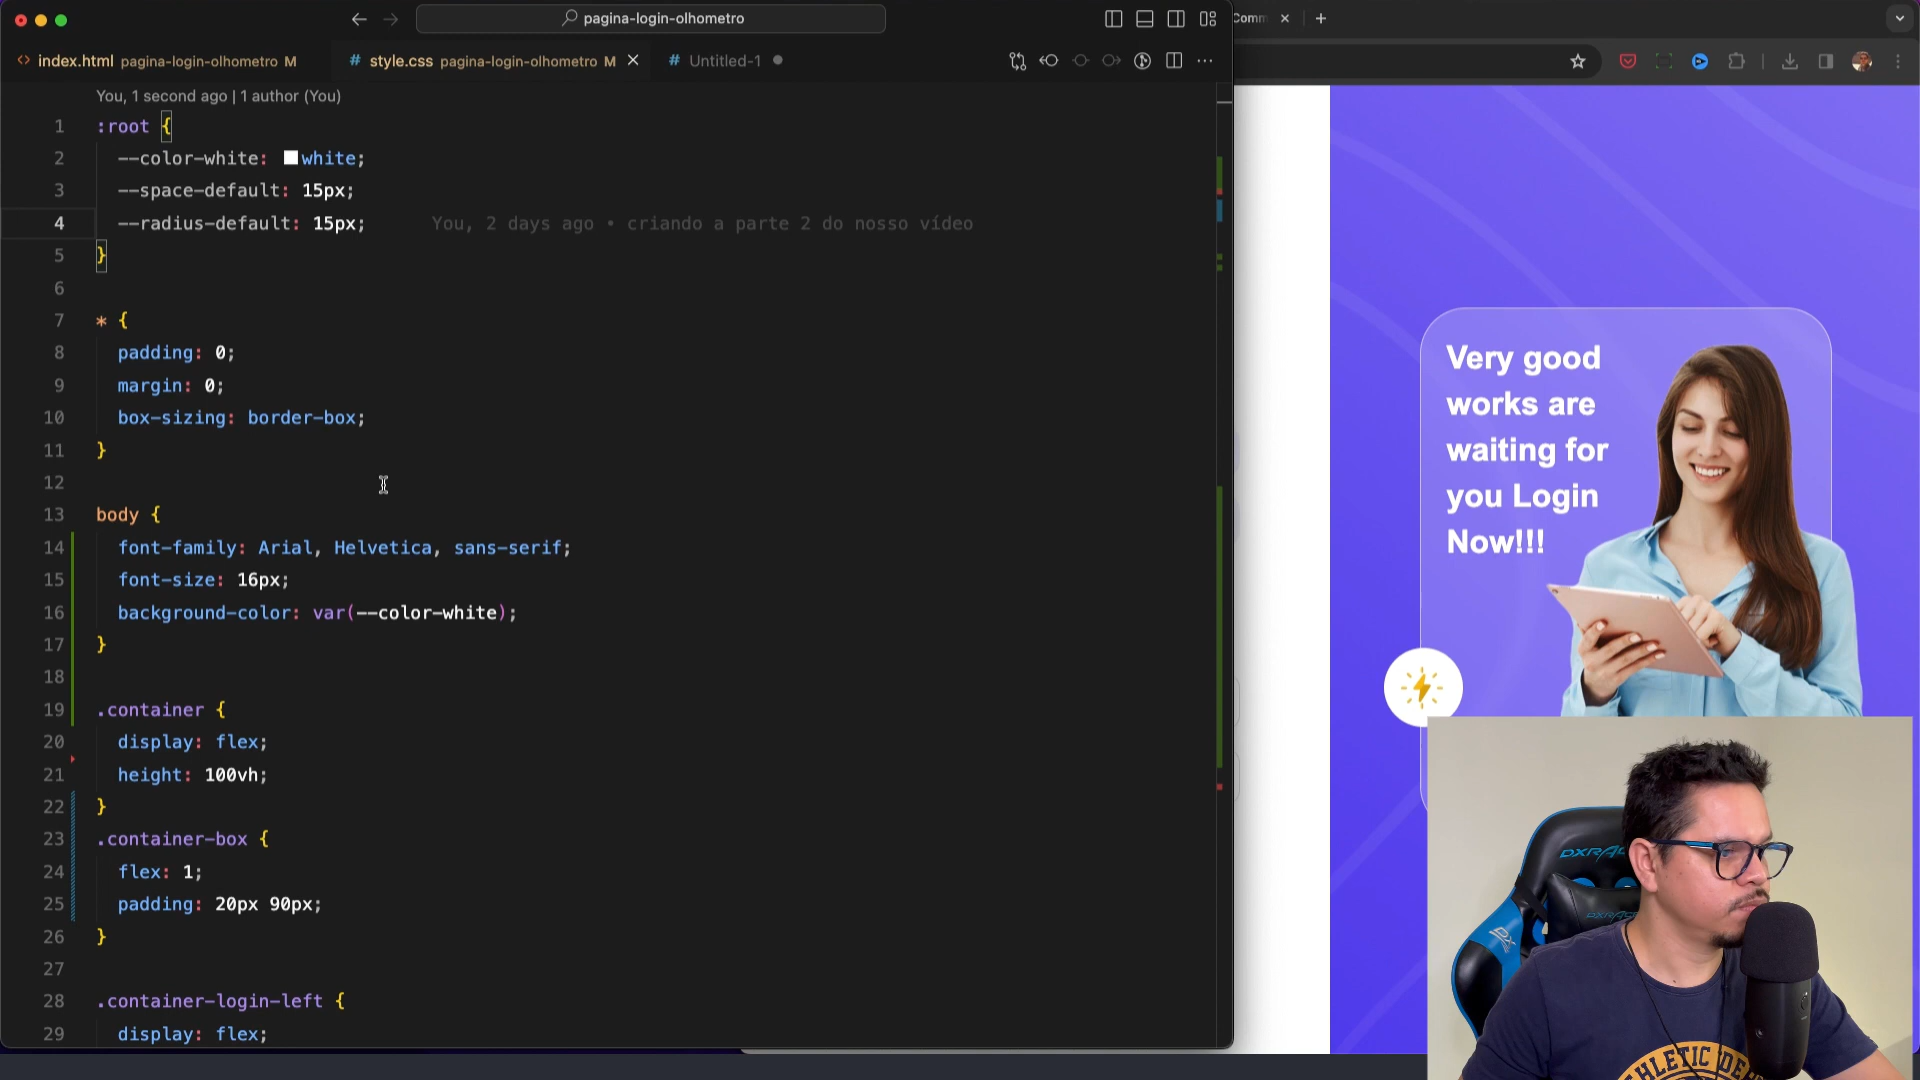 pagina-login-olhometro
Comm
index.html pagina-login-olhometro M
# style.css pagina-login-olhometro M
# Untitled-1
You, 1 second ago | 1 author (You)
1 :root {
2 --color-white: white;
3 --space-default: 15px;
4 --radius-default: 15px; You, 2 days ago • criando a parte 2 do nosso vídeo
5 }
6
7 * {
8 padding: 0;
9 margin: 0;
10 box-sizing: border-box;
11 }
12
13 body {
14 font-family: Arial, Helvetica, sans-serif;
15 font-size: 16px;
16 background-color: var(--color-white);
17 }
18
19 .container {
20 display: flex;
21 height: 100vh;
22 }
23 .container-box {
24 flex: 1;
25 padding: 20px 90px;
26 }
27
28 .container-login-left {
29 display: flex;
Very good
works are
waiting for
you Login
Now!!!